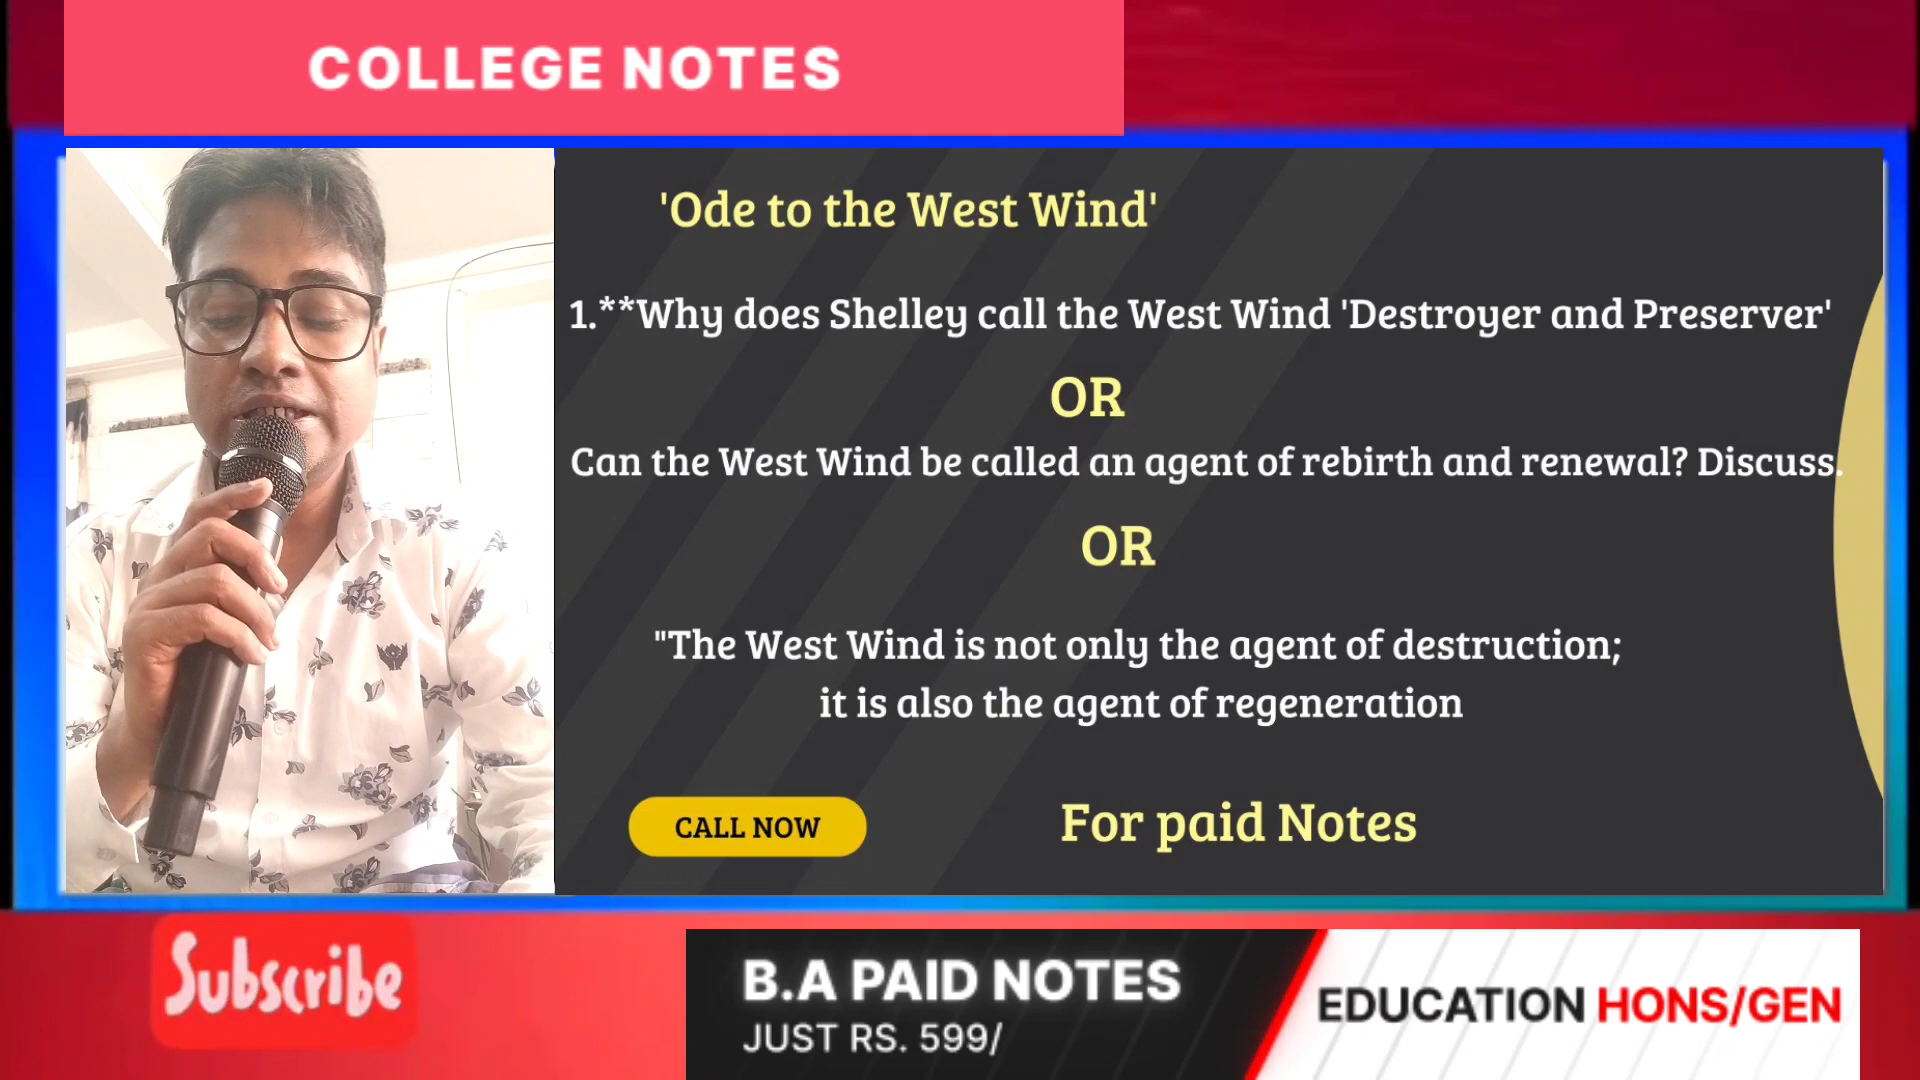 COLLEGE NOTES
'Ode to the West Wind'
1.**Why does Shelley call the West Wind 'Destroyer and Preserver'
OR
Can the West Wind be called an agent of rebirth and renewal? Discuss.
OR
"The West Wind is not only the agent of destruction;
it is also the agent of regeneration
CALL NOW
For paid Notes
Subscribe
B.A PAID NOTES
JUST RS. 599/
EDUCATION HONS/GEN